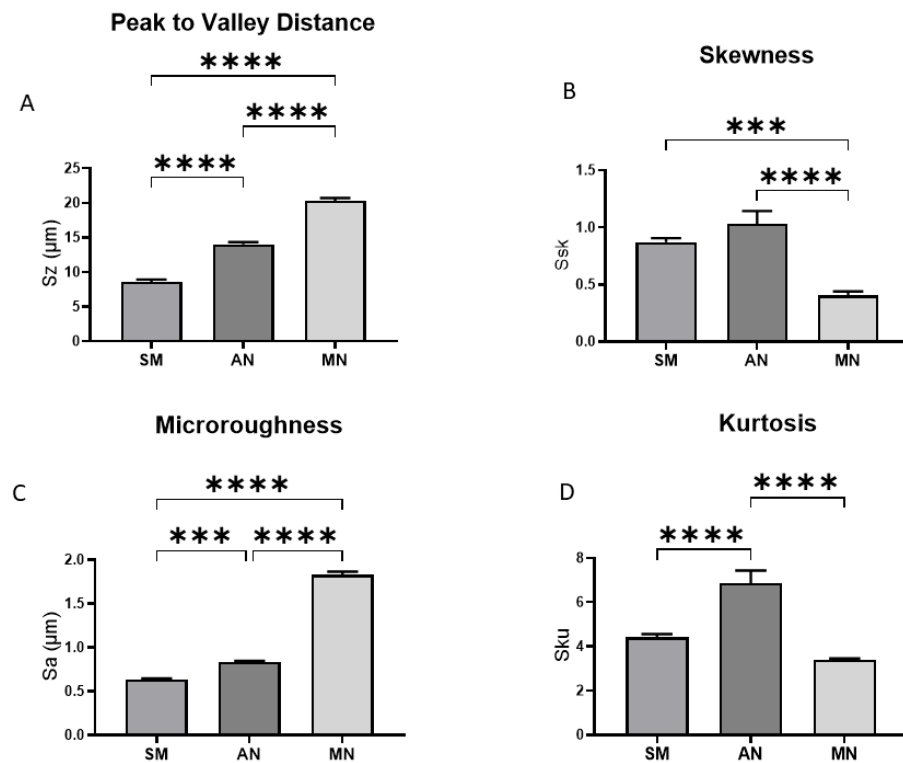 Peak to Valley Distance
A
****
****
****
Sz (μm)
25
20
15
10
5
0
SM AN MN
Skewness
B
***
****
Ssk
1.5
1.0
0.5
0.0
SM AN MN
Microroughness
C
****
*** ****
Sa (μm)
2.0
1.5
1.0
0.5
0.0
SM AN MN
Kurtosis
D
****
****
Sku
8
6
4
2
0
SM AN MN